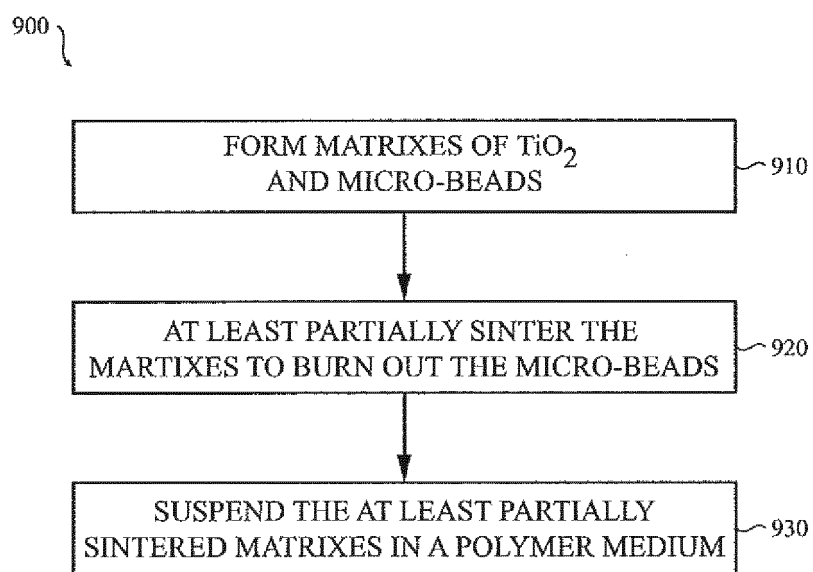 900
FORM MATRIXES OF TiO2
AND MICRO-BEADS
910
AT LEAST PARTIALLY SINTER THE
MARTIXES TO BURN OUT THE MICRO-BEADS
920
SUSPEND THE AT LEAST PARTIALLY
SINTERED MATRIXES IN A POLYMER MEDIUM
930